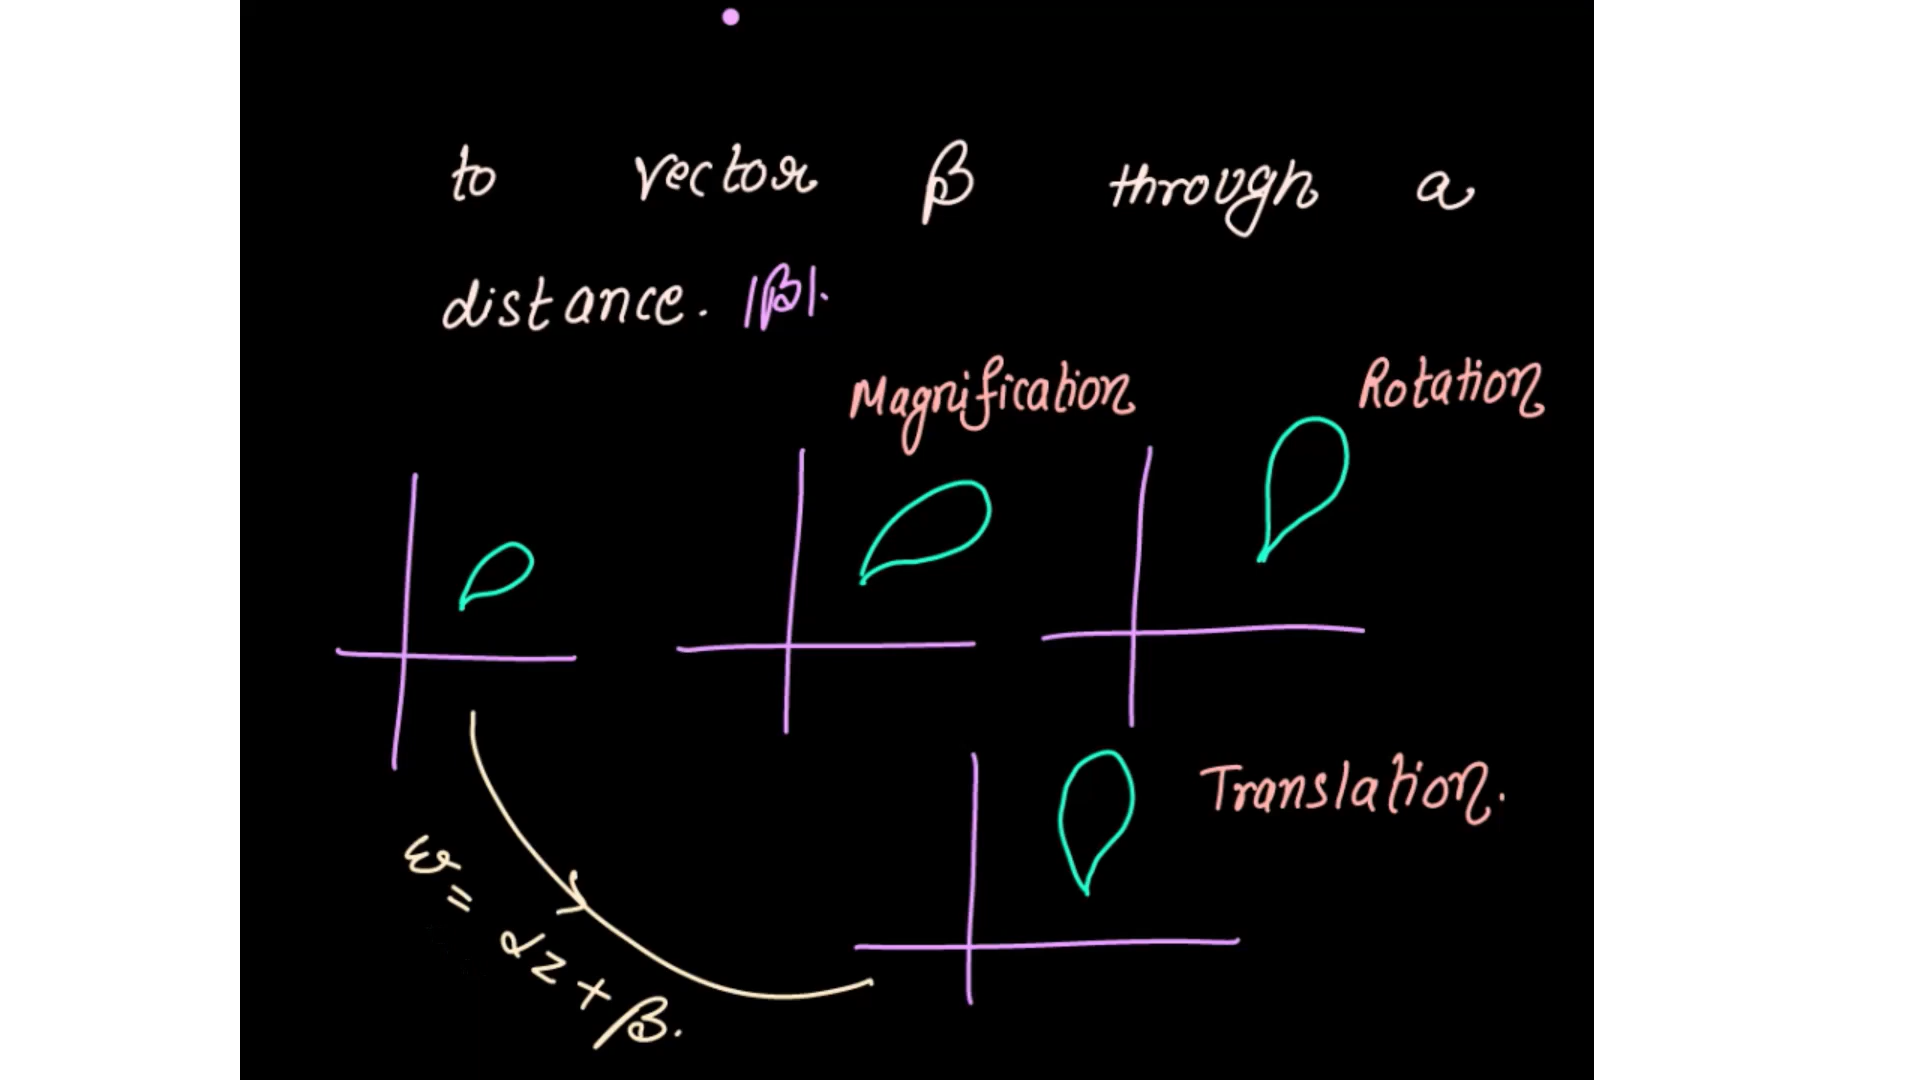 to vector β through a
distance. |β|.
Magnification
Rotation
Translation.
w = αz + β.